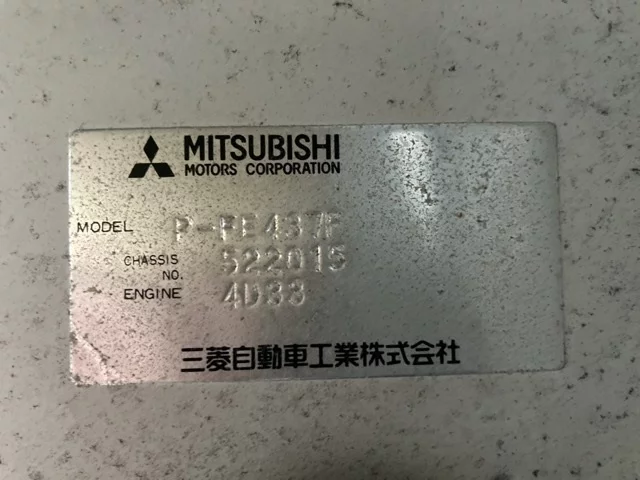 MITSUBISHI
MOTORS CORPORATION
MODEL P-FE437F
CHASSIS NO. 522015
ENGINE 4D33
三菱自動車工業株式会社